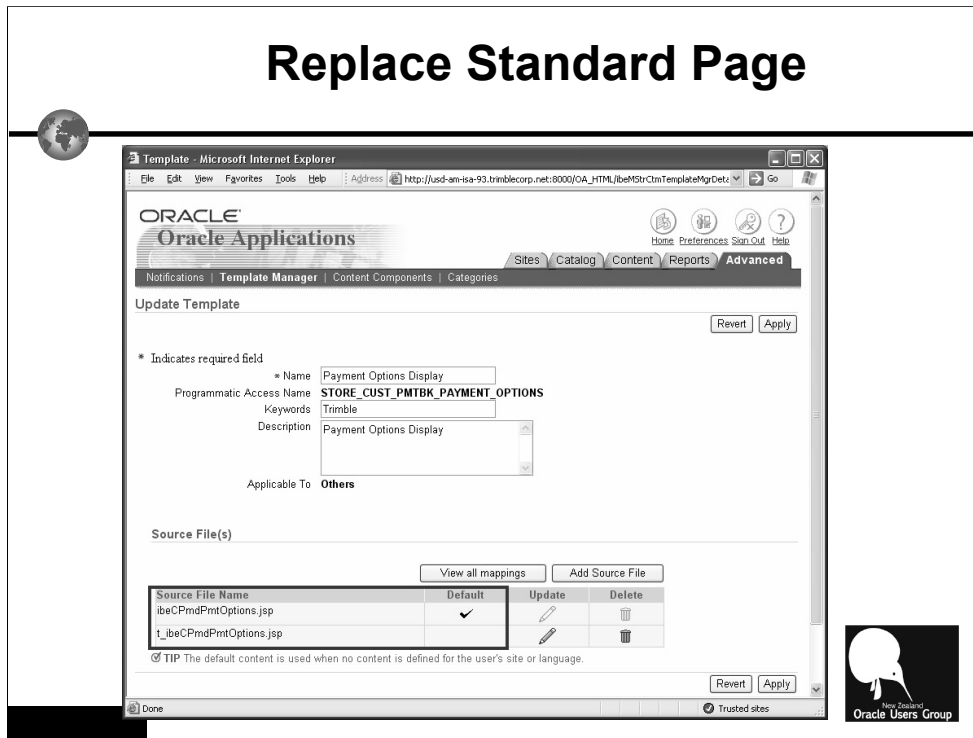 Replace Standard Page
Template - Microsoft Internet Explorer
File Edit View Favorites Tools Help Address http://usd-am-isa-93.trimblecorp.net:8000/OA_HTML/ibeMStrCtmTemplateMgrDeta Go
ORACLE
Oracle Applications
Home Preferences Sign Out Help
Sites Catalog Content Reports Advanced
Notifications | Template Manager | Content Components | Categories
Update Template
Revert Apply
* Indicates required field
* Name Payment Options Display
Programmatic Access Name STORE_CUST_PMTBK_PAYMENT_OPTIONS
Keywords Trimble
Description Payment Options Display
Applicable To Others
Source File(s)
View all mappings Add Source File
Source File Name Default Update Delete
ibeCPmdPmtOptions.jsp
t_ibeCPmdPmtOptions.jsp
TIP The default content is used when no content is defined for the user's site or language.
Revert Apply
Done Trusted sites
New Zealand
Oracle Users Group